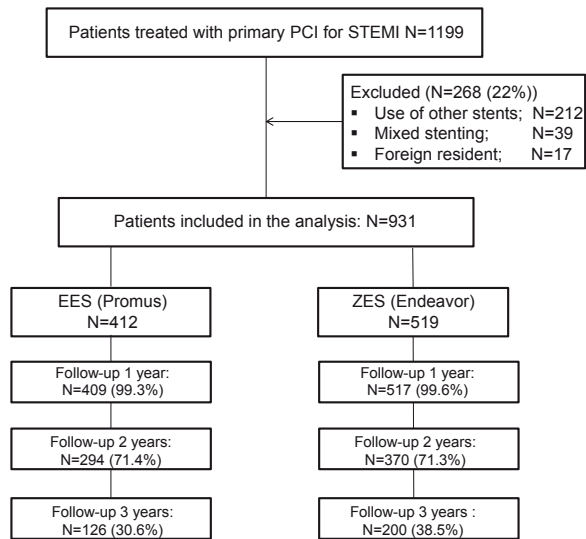 Patients treated with primary PCI for STEMI N=1199
Excluded (N=268 (22%))
▪ Use of other stents; N=212
▪ Mixed stenting; N=39
▪ Foreign resident; N=17
Patients included in the analysis: N=931
EES (Promus)
N=412
ZES (Endeavor)
N=519
Follow-up 1 year:
N=409 (99.3%)
Follow-up 1 year:
N=517 (99.6%)
Follow-up 2 years:
N=294 (71.4%)
Follow-up 2 years:
N=370 (71.3%)
Follow-up 3 years:
N=126 (30.6%)
Follow-up 3 years :
N=200 (38.5%)